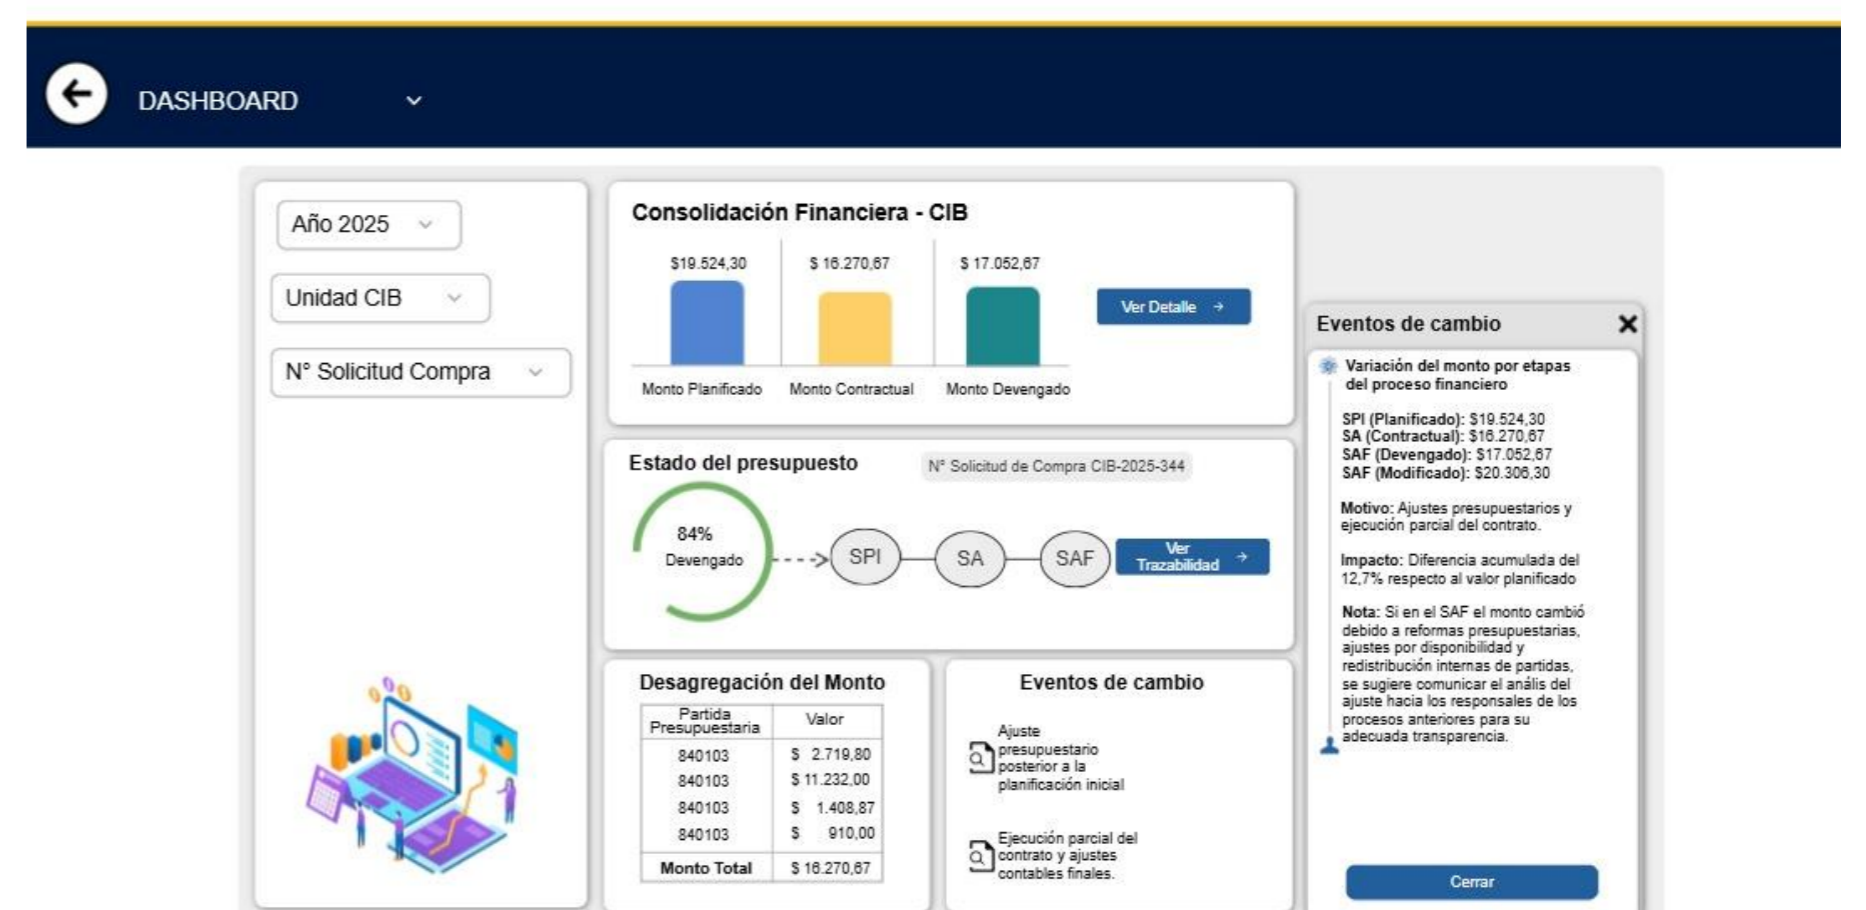 DASHBOARD
Año 2025
Unidad CIB
N° Solicitud Compra
Consolidación Financiera - CIB
$19.524,30
$ 16.270,67
$ 17.052,67
Ver Detalle
Monto Planificado
Monto Contractual
Monto Devengado
Estado del presupuesto
N° Solicitud de Compra CIB-2025-344
84%
Devengado
SPI
SA
SAF
Ver
Trazabilidad
Desagregación del Monto
Partida
Presupuestaria
Valor
840103 $ 2.719,80
840103 $ 11.232,00
840103 $ 1.408,87
840103 $ 910,00
Monto Total $ 16.270,67
Eventos de cambio
Ajuste
presupuestario
posterior a la
planificación inicial
Ejecución parcial del
contrato y ajustes
contables finales.
Eventos de cambio
Variación del monto por etapas
del proceso financiero
SPI (Planificado): $19.524,30
SA (Contractual): $16.270,67
SAF (Devengado): $17.052,67
SAF (Modificado): $20.306,30
Motivo: Ajustes presupuestarios y
ejecución parcial del contrato.
Impacto: Diferencia acumulada del
12,7% respecto al valor planificado
Nota: Si en el SAF el monto cambió
debido a reformas presupuestarias,
ajustes por disponibilidad y
redistribución internas de partidas,
se sugiere comunicar el anális del
ajuste hacia los responsales de los
procesos anteriores para su
adecuada transparencia.
Cerrar